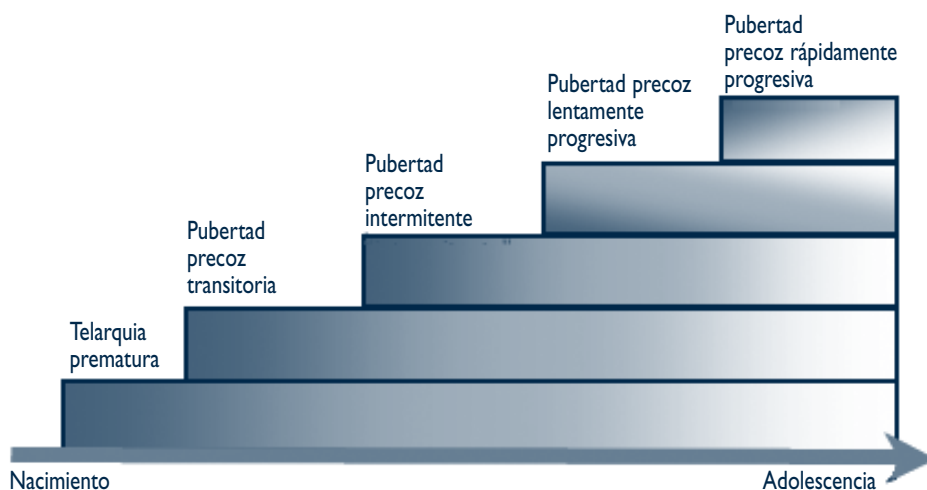 Pubertad
precoz rápidamente
progresiva
Pubertad precoz
lentamente
progresiva
Pubertad
precoz
intermitente
Pubertad
precoz
transitoria
Telarquia
prematura
Nacimiento
Adolescencia